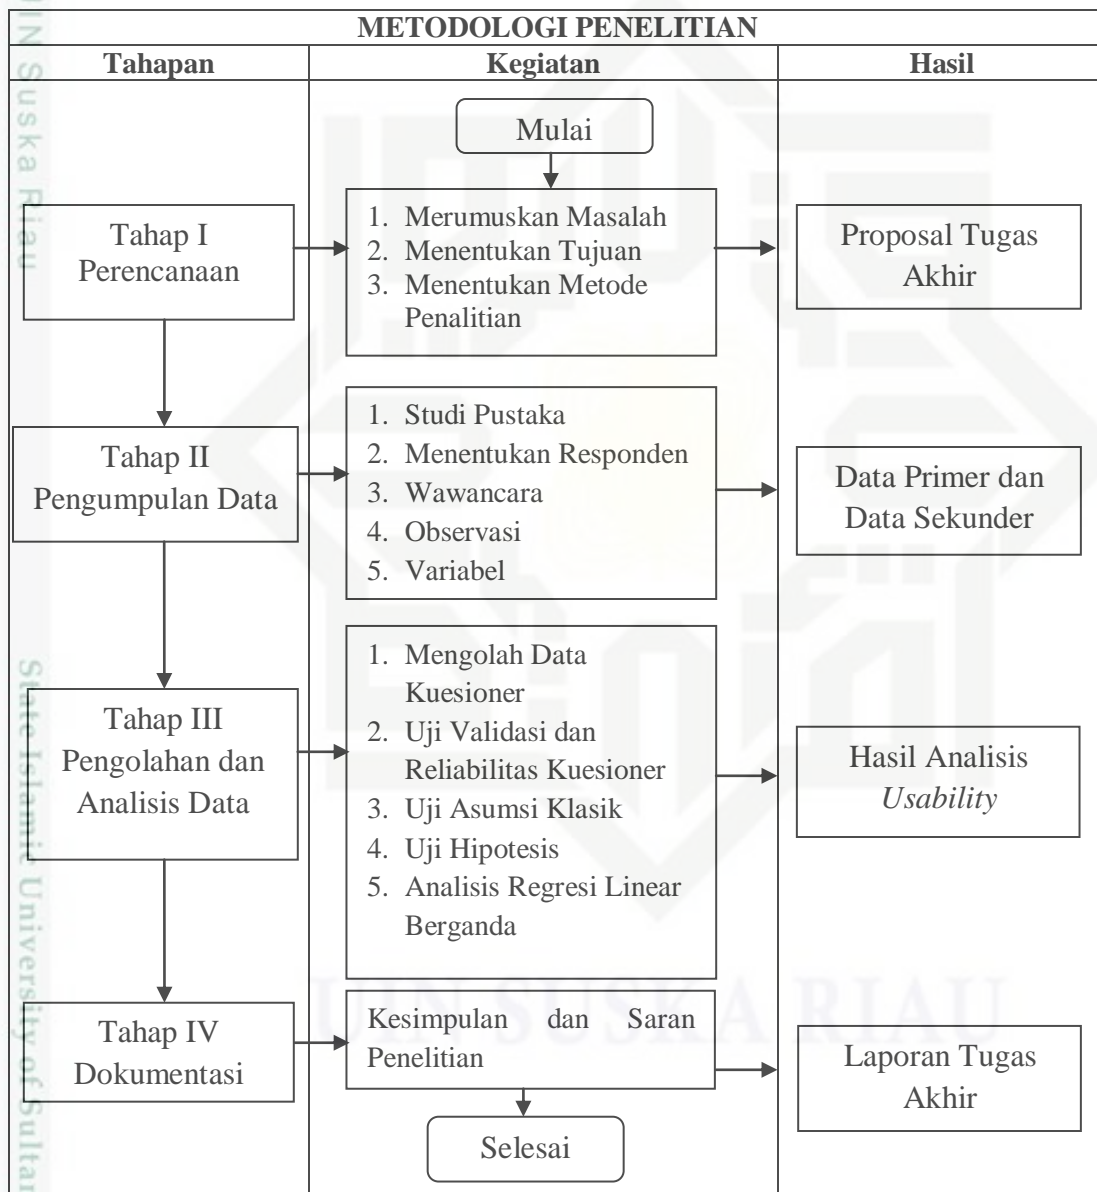 METODOLOGI PENELITIAN
Tahapan
Kegiatan
Hasil
Mulai
Tahap I
Perencanaan
1. Merumuskan Masalah
2. Menentukan Tujuan
3. Menentukan Metode
Penalitian
Proposal Tugas
Akhir
Tahap II
Pengumpulan Data
1. Studi Pustaka
2. Menentukan Responden
3. Wawancara
4. Observasi
5. Variabel
Data Primer dan
Data Sekunder
Tahap III
Pengolahan dan
Analisis Data
1. Mengolah Data
Kuesioner
2. Uji Validasi dan
Reliabilitas Kuesioner
3. Uji Asumsi Klasik
4. Uji Hipotesis
5. Analisis Regresi Linear
Berganda
Hasil Analisis
Usability
Tahap IV
Dokumentasi
Kesimpulan dan Saran
Penelitian
Laporan Tugas
Akhir
Selesai
UIN SUSKA RIAU
Suska Riau
State Islamic University of Sultan